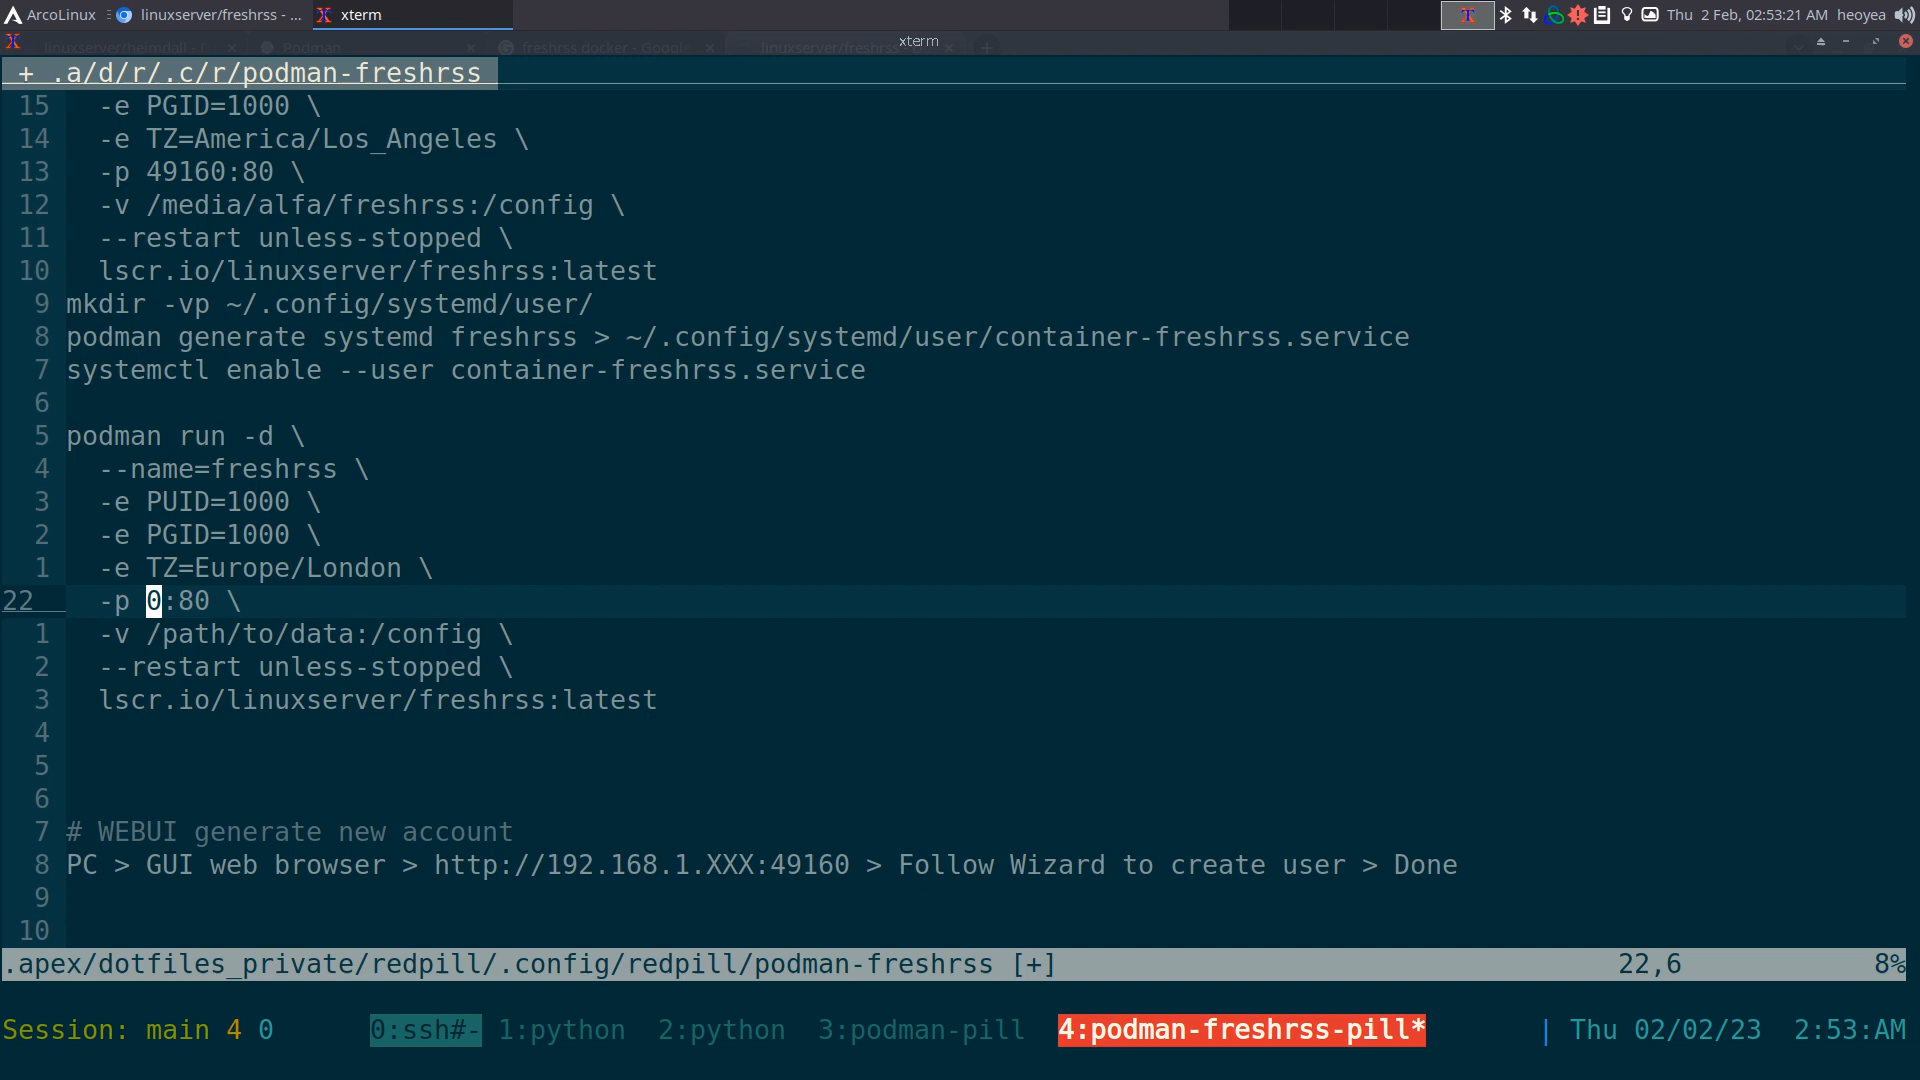 ArcoLinux linuxserver/freshrss - ... xterm Thu 2 Feb, 02:53:21 AM heoyea
linuxserver/heimdall - D Podman freshrss docker - Google linuxserver/freshrss xterm
+ .a/d/r/.c/r/podman-freshrss
15 -e PGID=1000 \
14 -e TZ=America/Los_Angeles \
13 -p 49160:80 \
12 -v /media/alfa/freshrss:/config \
11 --restart unless-stopped \
10 lscr.io/linuxserver/freshrss:latest
9 mkdir -vp ~/.config/systemd/user/
8 podman generate systemd freshrss > ~/.config/systemd/user/container-freshrss.service
7 systemctl enable --user container-freshrss.service
6
5 podman run -d \
4 --name=freshrss \
3 -e PUID=1000 \
2 -e PGID=1000 \
1 -e TZ=Europe/London \
22 -p 0:80 \
1 -v /path/to/data:/config \
2 --restart unless-stopped \
3 lscr.io/linuxserver/freshrss:latest
4
5
6
7 # WEBUI generate new account
8 PC > GUI web browser > http://192.168.1.XXX:49160 > Follow Wizard to create user > Done
9
10
.apex/dotfiles_private/redpill/.config/redpill/podman-freshrss [+] 22,6 8%
Session: main 4 0 0:ssh#- 1:python 2:python 3:podman-pill 4:podman-freshrss-pill* | Thu 02/02/23 2:53:AM